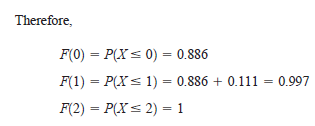 Therefore,
F(0) = P(X ≤ 0) = 0.886
F(1) = P(X ≤ 1) = 0.886 + 0.111 = 0.997
F(2) = P(X ≤ 2) = 1